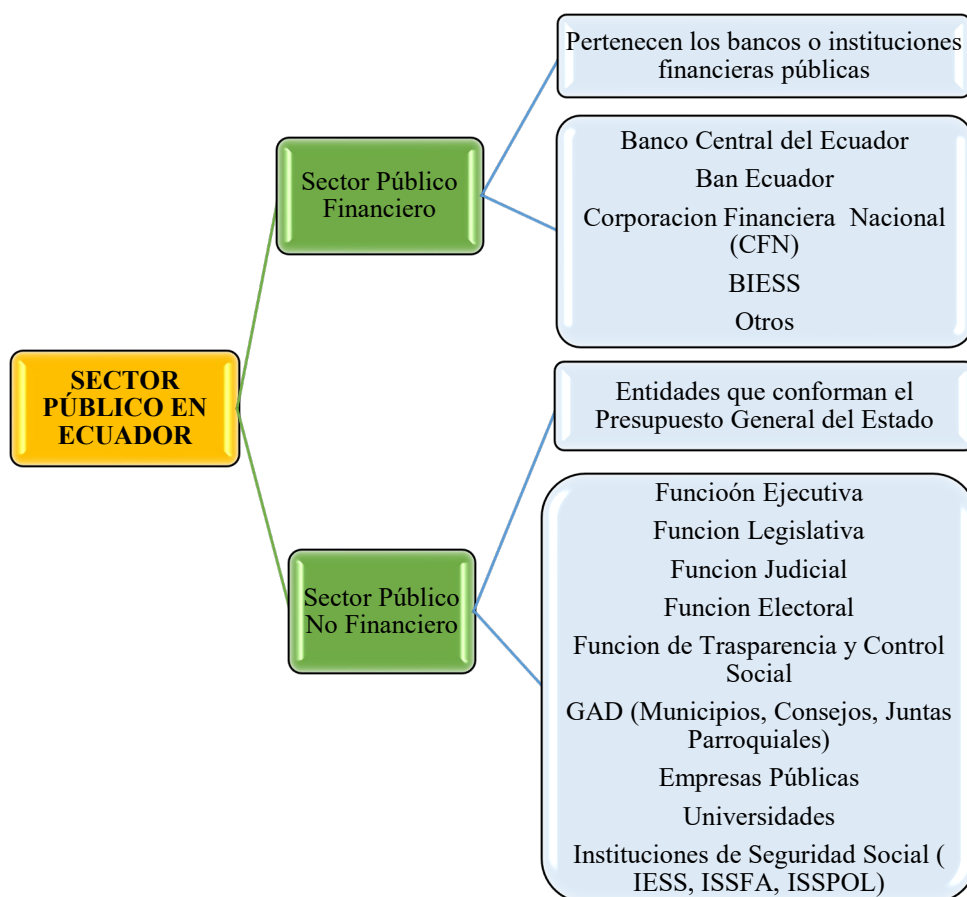 SECTOR
PÚBLICO EN
ECUADOR
Sector Público
Financiero
Pertenecen los bancos o instituciones
financieras públicas
Banco Central del Ecuador
Ban Ecuador
Corporacion Financiera Nacional
(CFN)
BIESS
Otros
Sector Público
No Financiero
Entidades que conforman el
Presupuesto General del Estado
Funcioón Ejecutiva
Funcion Legislativa
Funcion Judicial
Funcion Electoral
Funcion de Trasparencia y Control
Social
GAD (Municipios, Consejos, Juntas
Parroquiales)
Empresas Públicas
Universidades
Instituciones de Seguridad Social (
IESS, ISSFA, ISSPOL)